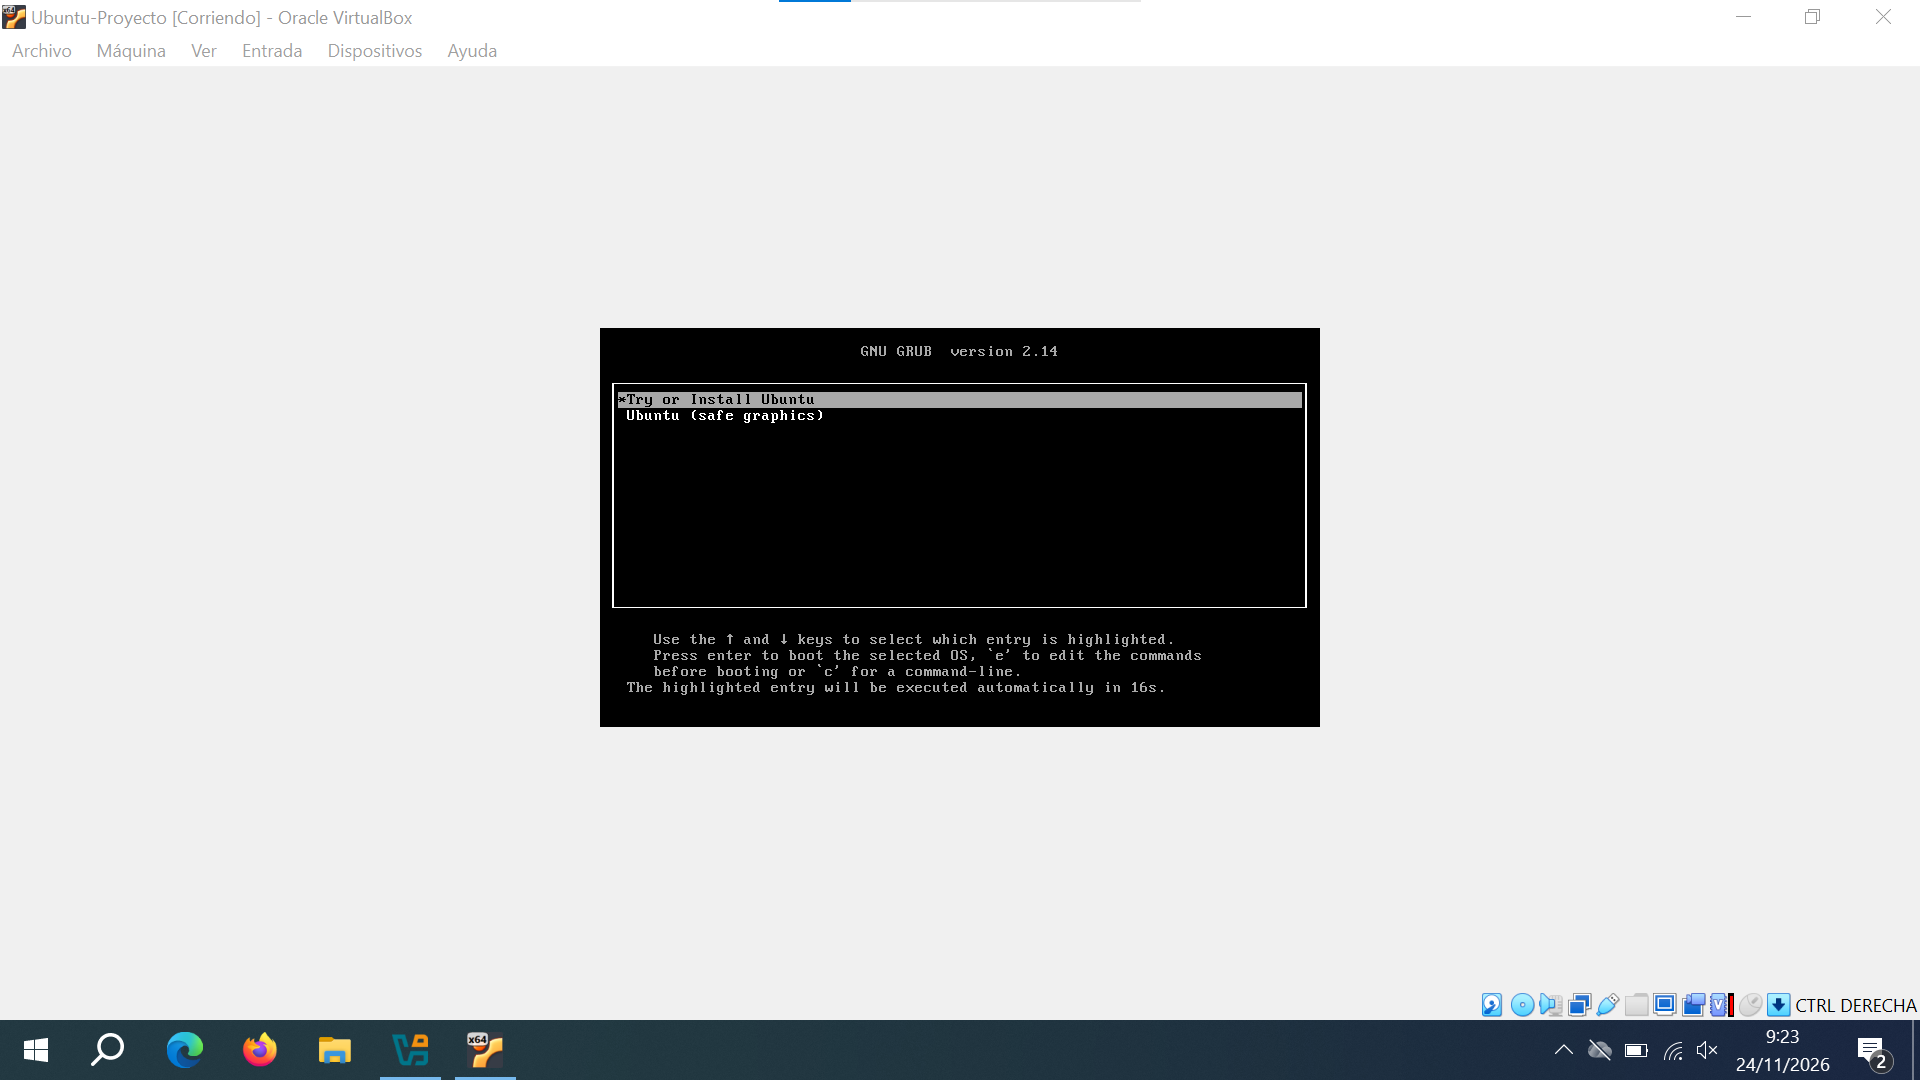 Ubuntu-Proyecto [Corriendo] - Oracle VirtualBox
Archivo Máquina Ver Entrada Dispositivos Ayuda
GNU GRUB  version 2.14
*Try or Install Ubuntu
Ubuntu (safe graphics)
Use the ↑ and ↓ keys to select which entry is highlighted.
Press enter to boot the selected OS, `e' to edit the commands
before booting or `c' for a command-line.
The highlighted entry will be executed automatically in 16s.
CTRL DERECHA
x64
9:23
24/11/2026
2